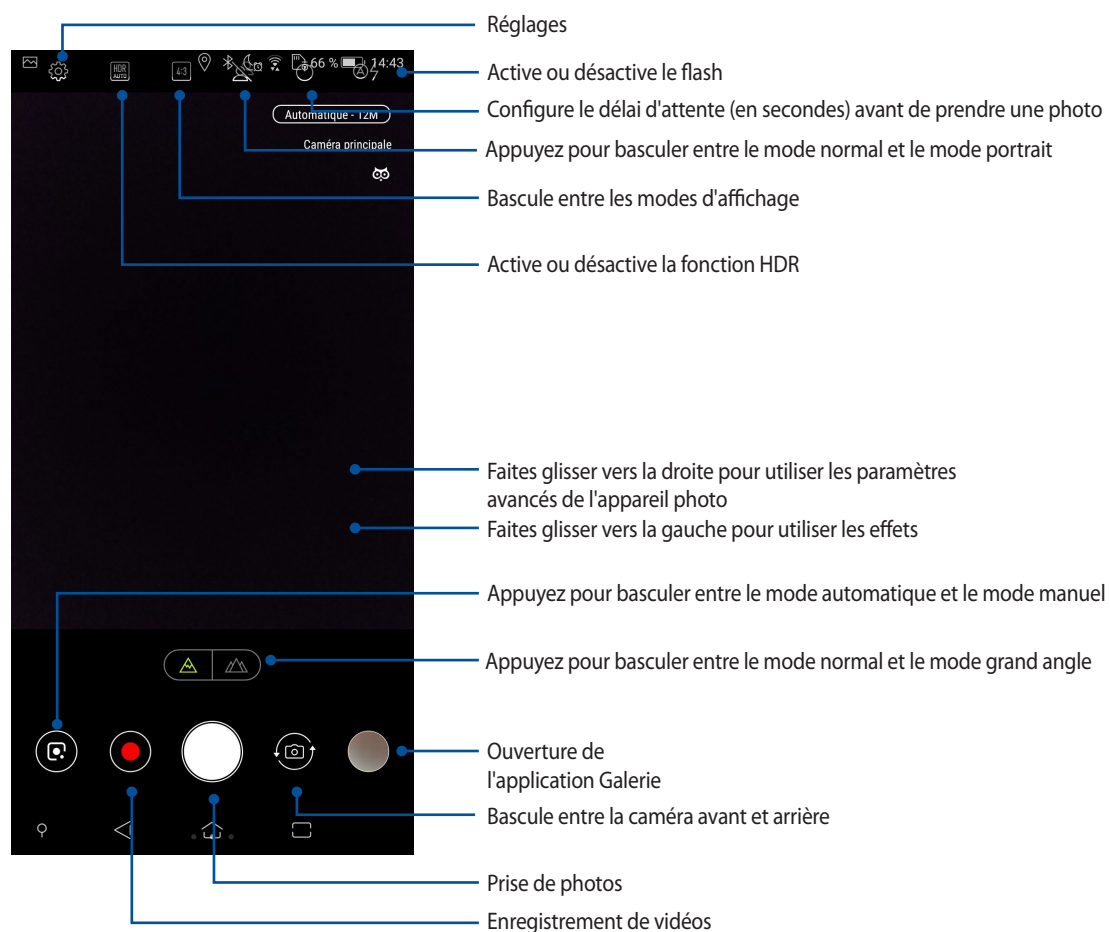 Réglages
66 % 14:43
HDR
AUTO
4:3
A
Active ou désactive le flash
Configure le délai d'attente (en secondes) avant de prendre une photo
Automatique - 12M
Caméra principale
Appuyez pour basculer entre le mode normal et le mode portrait
Bascule entre les modes d'affichage
Active ou désactive la fonction HDR
Faites glisser vers la droite pour utiliser les paramètres
avancés de l'appareil photo
Faites glisser vers la gauche pour utiliser les effets
Appuyez pour basculer entre le mode automatique et le mode manuel
Appuyez pour basculer entre le mode normal et le mode grand angle
Ouverture de
l'application Galerie
Bascule entre la caméra avant et arrière
Prise de photos
Enregistrement de vidéos